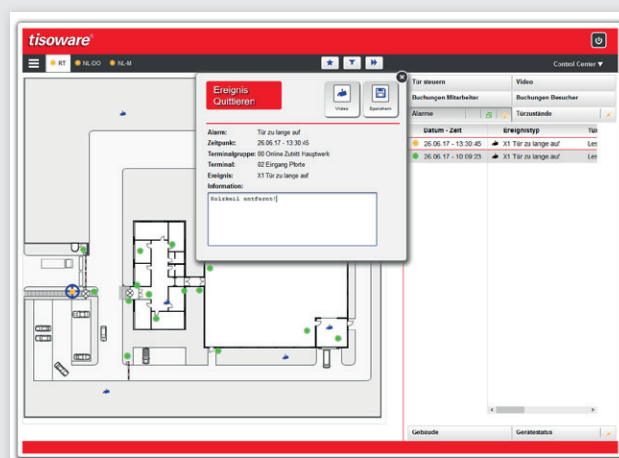 tisoware®
RT NL-DO NL-M
Control Center ▼
Ereignis
Quittieren
Video Speichern
Alarm: Tür zu lange auf
Zeitpunkt: 26.06.17 - 13:30:45
Terminalgruppe: 00 Online Zutritt Hauptwerk
Terminal: 02 Eingang Pforte
Ereignis: X1 Tür zu lange auf
Information:
Holzkeil entfernt!
Tür steuern Video
Buchungen Mitarbeiter Buchungen Besucher
Alarme Türzustände
Datum - Zeit Ereignistyp
26.06.17 - 13:30:45 X1 Tür zu lange auf Les
26.06.17 - 10:09:23 X1 Tür zu lange auf Les
Gebäude Gerätestatus